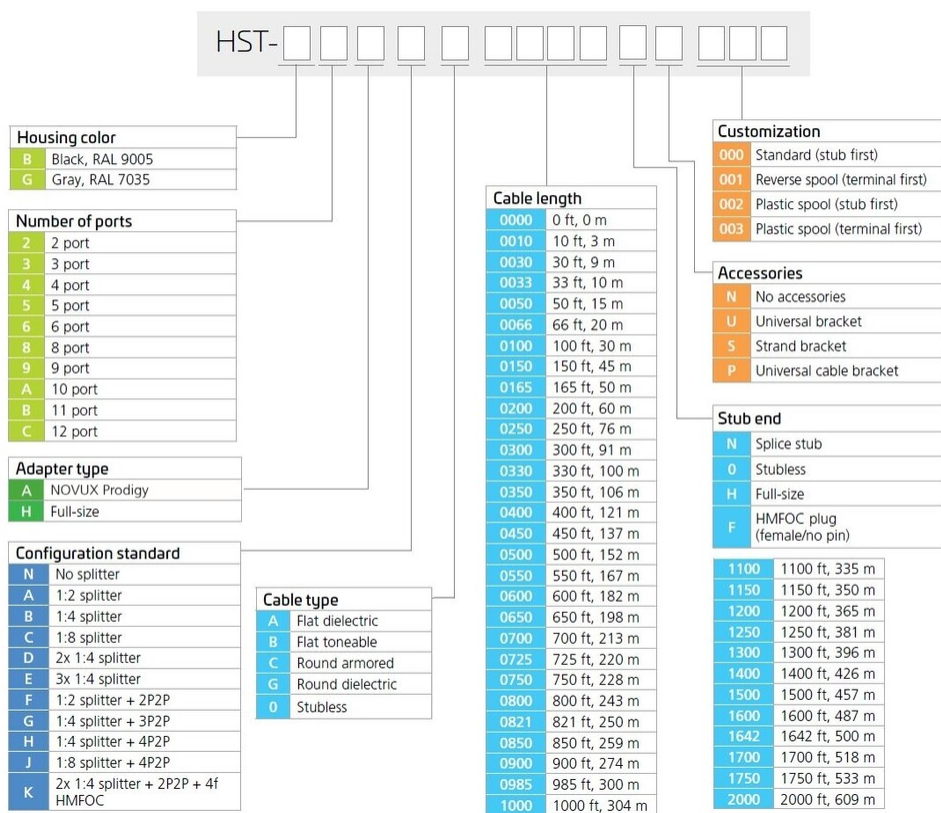 HST-
Housing color
B Black, RAL 9005
G Gray, RAL 7035
Number of ports
2 2 port
3 3 port
4 4 port
5 5 port
6 6 port
8 8 port
9 9 port
A 10 port
B 11 port
C 12 port
Adapter type
A NOVUX Prodigy
H Full-size
Configuration standard
N No splitter
A 1:2 splitter
B 1:4 splitter
C 1:8 splitter
D 2x 1:4 splitter
E 3x 1:4 splitter
F 1:2 splitter + 2P2P
G 1:4 splitter + 3P2P
H 1:4 splitter + 4P2P
J 1:8 splitter + 4P2P
K 2x 1:4 splitter + 2P2P + 4f
HMFOC
Cable type
A Flat dielectric
B Flat toneable
C Round armored
G Round dielectric
0 Stubless
Cable length
0000 0 ft, 0 m
0010 10 ft, 3 m
0030 30 ft, 9 m
0033 33 ft, 10 m
0050 50 ft, 15 m
0066 66 ft, 20 m
0100 100 ft, 30 m
0150 150 ft, 45 m
0165 165 ft, 50 m
0200 200 ft, 60 m
0250 250 ft, 76 m
0300 300 ft, 91 m
0330 330 ft, 100 m
0350 350 ft, 106 m
0400 400 ft, 121 m
0450 450 ft, 137 m
0500 500 ft, 152 m
0550 550 ft, 167 m
0600 600 ft, 182 m
0650 650 ft, 198 m
0700 700 ft, 213 m
0725 725 ft, 220 m
0750 750 ft, 228 m
0800 800 ft, 243 m
0821 821 ft, 250 m
0850 850 ft, 259 m
0900 900 ft, 274 m
0985 985 ft, 300 m
1000 1000 ft, 304 m
Customization
000 Standard (stub first)
001 Reverse spool (terminal first)
002 Plastic spool (stub first)
003 Plastic spool (terminal first)
Accessories
N No accessories
U Universal bracket
S Strand bracket
P Universal cable bracket
Stub end
N Splice stub
0 Stubless
H Full-size
F HMFOC plug
(female/no pin)
1100 1100 ft, 335 m
1150 1150 ft, 350 m
1200 1200 ft, 365 m
1250 1250 ft, 381 m
1300 1300 ft, 396 m
1400 1400 ft, 426 m
1500 1500 ft, 457 m
1600 1600 ft, 487 m
1642 1642 ft, 500 m
1700 1700 ft, 518 m
1750 1750 ft, 533 m
2000 2000 ft, 609 m